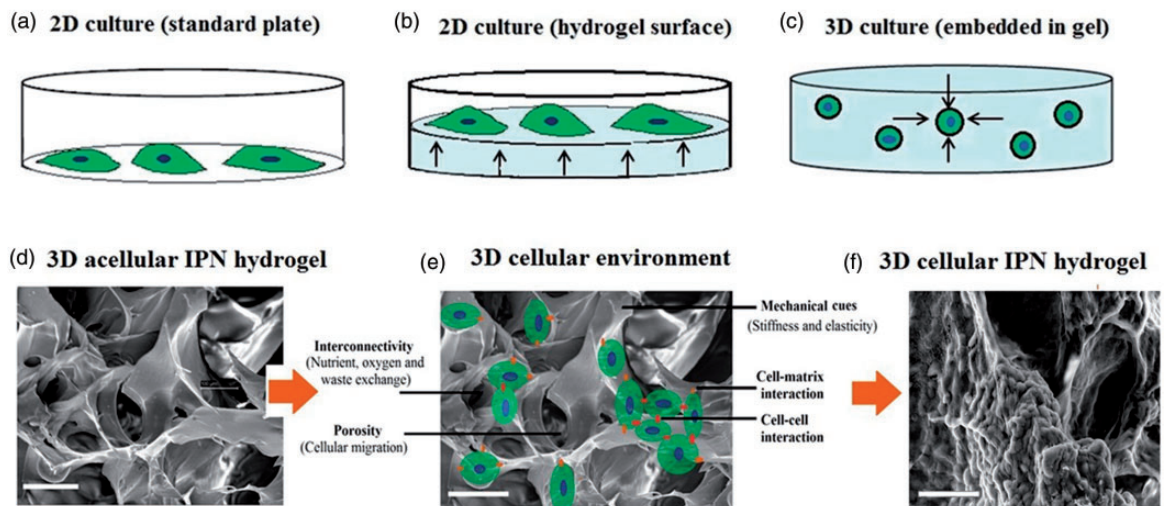 (a) 2D culture (standard plate)
(b) 2D culture (hydrogel surface)
(c) 3D culture (embedded in gel)
(d) 3D acellular IPN hydrogel
(e) 3D cellular environment
(f) 3D cellular IPN hydrogel
Interconnectivity
(Nutrient, oxygen and
waste exchange)
Porosity
(Cellular migration)
Mechanical cues
(Stiffness and elasticity)
Cell-matrix
interaction
Cell-cell
interaction